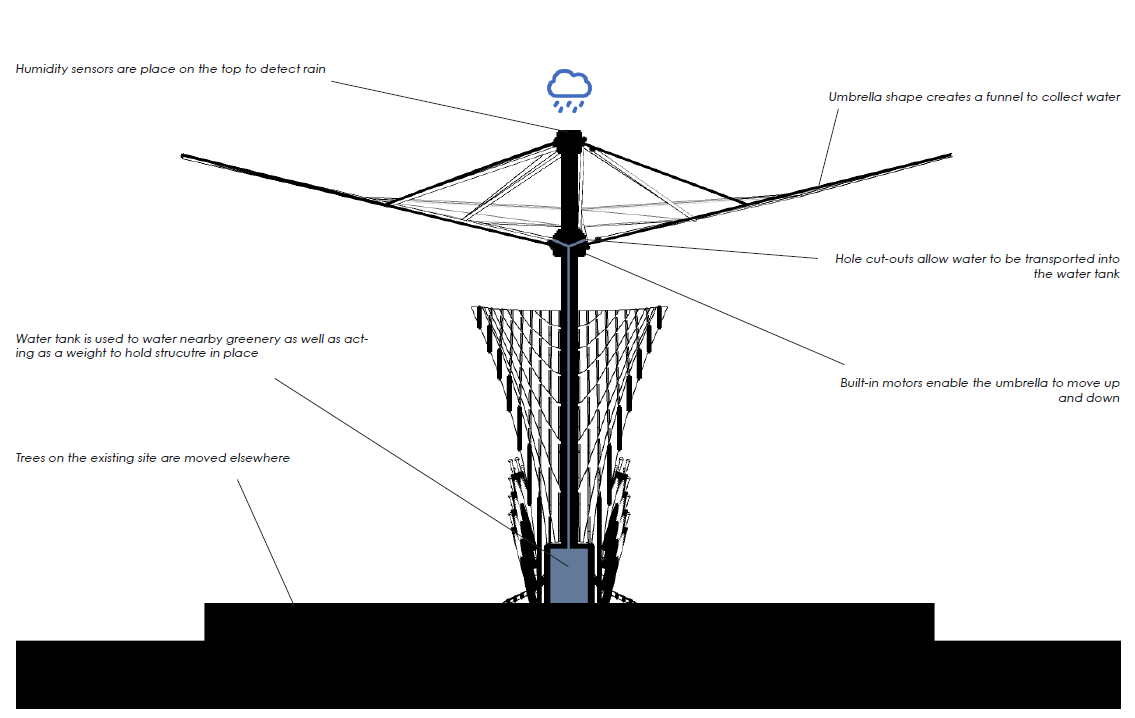 Humidity sensors are place on the top to detect rain
Umbrella shape creates a funnel to collect water
Hole cut-outs allow water to be transported into
the water tank
Water tank is used to water nearby greenery as well as act-
ing as a weight to hold strucutre in place
Built-in motors enable the umbrella to move up
and down
Trees on the existing site are moved elsewhere